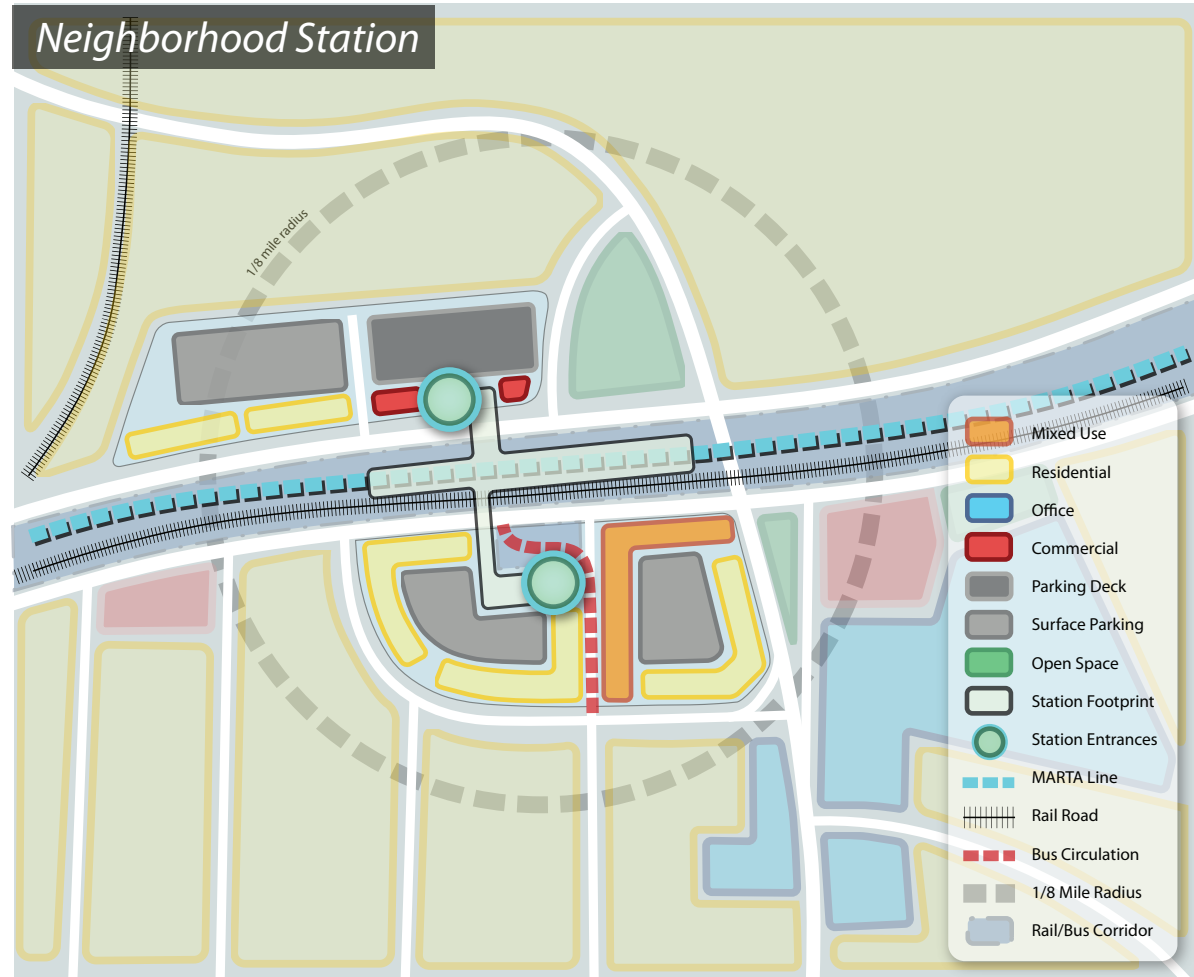 Neighborhood Station
1/8 mile radius
Mixed Use
Residential
Office
Commercial
Parking Deck
Surface Parking
Open Space
Station Footprint
Station Entrances
MARTA Line
Rail Road
Bus Circulation
1/8 Mile Radius
Rail/Bus Corridor